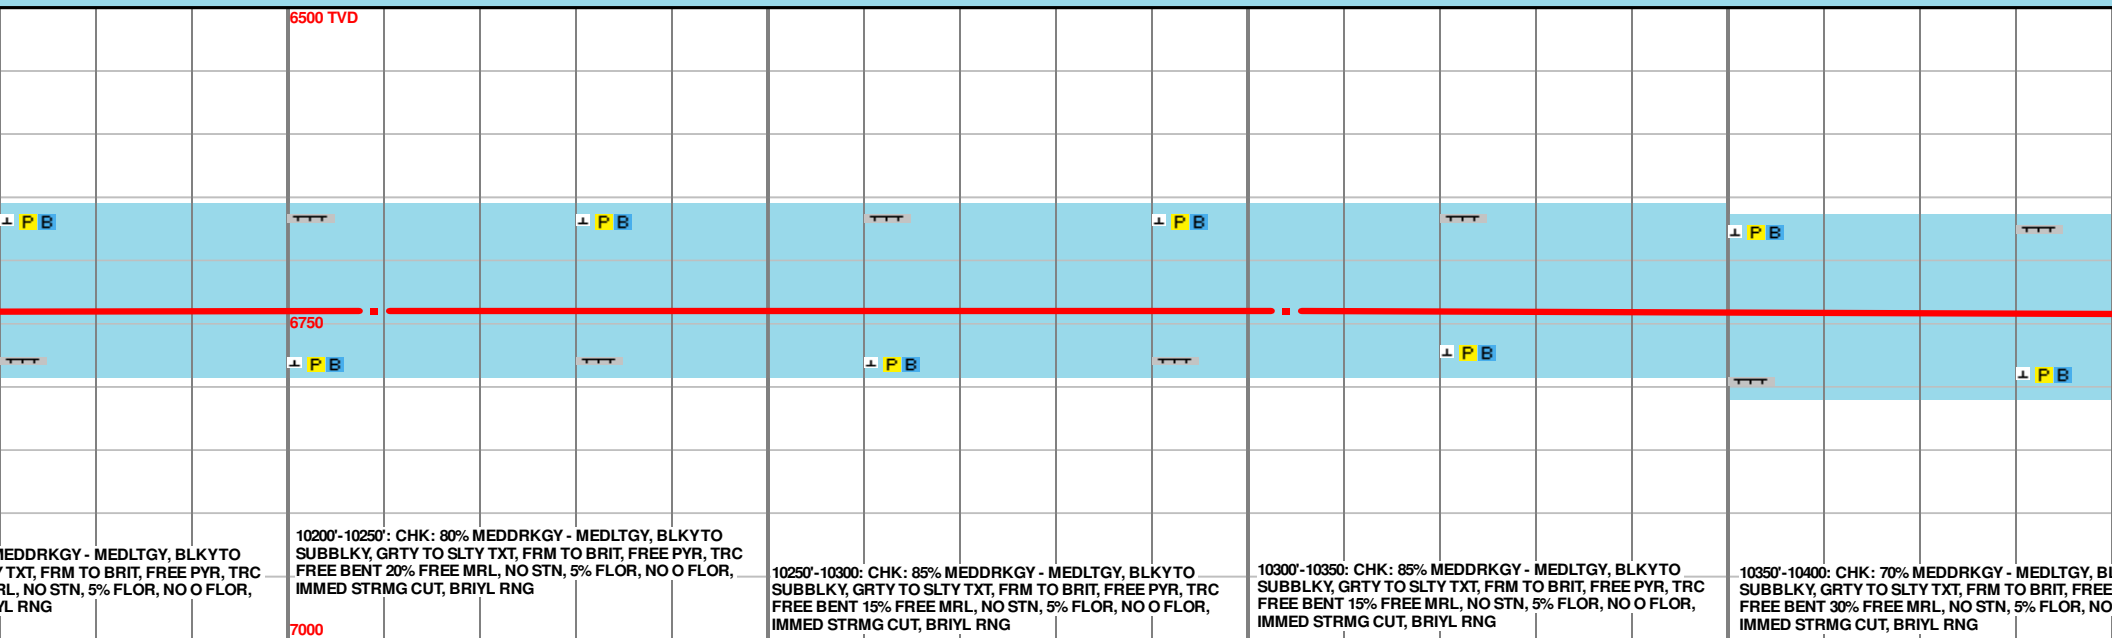 6500 TVD
P B
P B
P B
P B
6750
P B
P B
P B
P B
MEDDRKGY - MEDLTGY, BLKYTO
TXT, FRM TO BRIT, FREE PYR, TRC
NO STN, 5% FLOR, NO O FLOR,
RNG
10200'-10250': CHK: 80% MEDDRKGY - MEDLTGY, BLKYTO
SUBBLKY, GRTY TO SLTY TXT, FRM TO BRIT, FREE PYR, TRC
FREE BENT 20% FREE MRL, NO STN, 5% FLOR, NO O FLOR,
IMMED STRMG CUT, BRIYL RNG
10250'-10300: CHK: 85% MEDDRKGY - MEDLTGY, BLKYTO
SUBBLKY, GRTY TO SLTY TXT, FRM TO BRIT, FREE PYR, TRC
FREE BENT 15% FREE MRL, NO STN, 5% FLOR, NO O FLOR,
IMMED STRMG CUT, BRIYL RNG
10300'-10350: CHK: 85% MEDDRKGY - MEDLTGY, BLKYTO
SUBBLKY, GRTY TO SLTY TXT, FRM TO BRIT, FREE PYR, TRC
FREE BENT 15% FREE MRL, NO STN, 5% FLOR, NO O FLOR,
IMMED STRMG CUT, BRIYL RNG
10350'-10400: CHK: 70% MEDDRKGY - MEDLTGY, BL
SUBBLKY, GRTY TO SLTY TXT, FRM TO BRIT, FREE
FREE BENT 30% FREE MRL, NO STN, 5% FLOR, NO
IMMED STRMG CUT, BRIYL RNG
7000